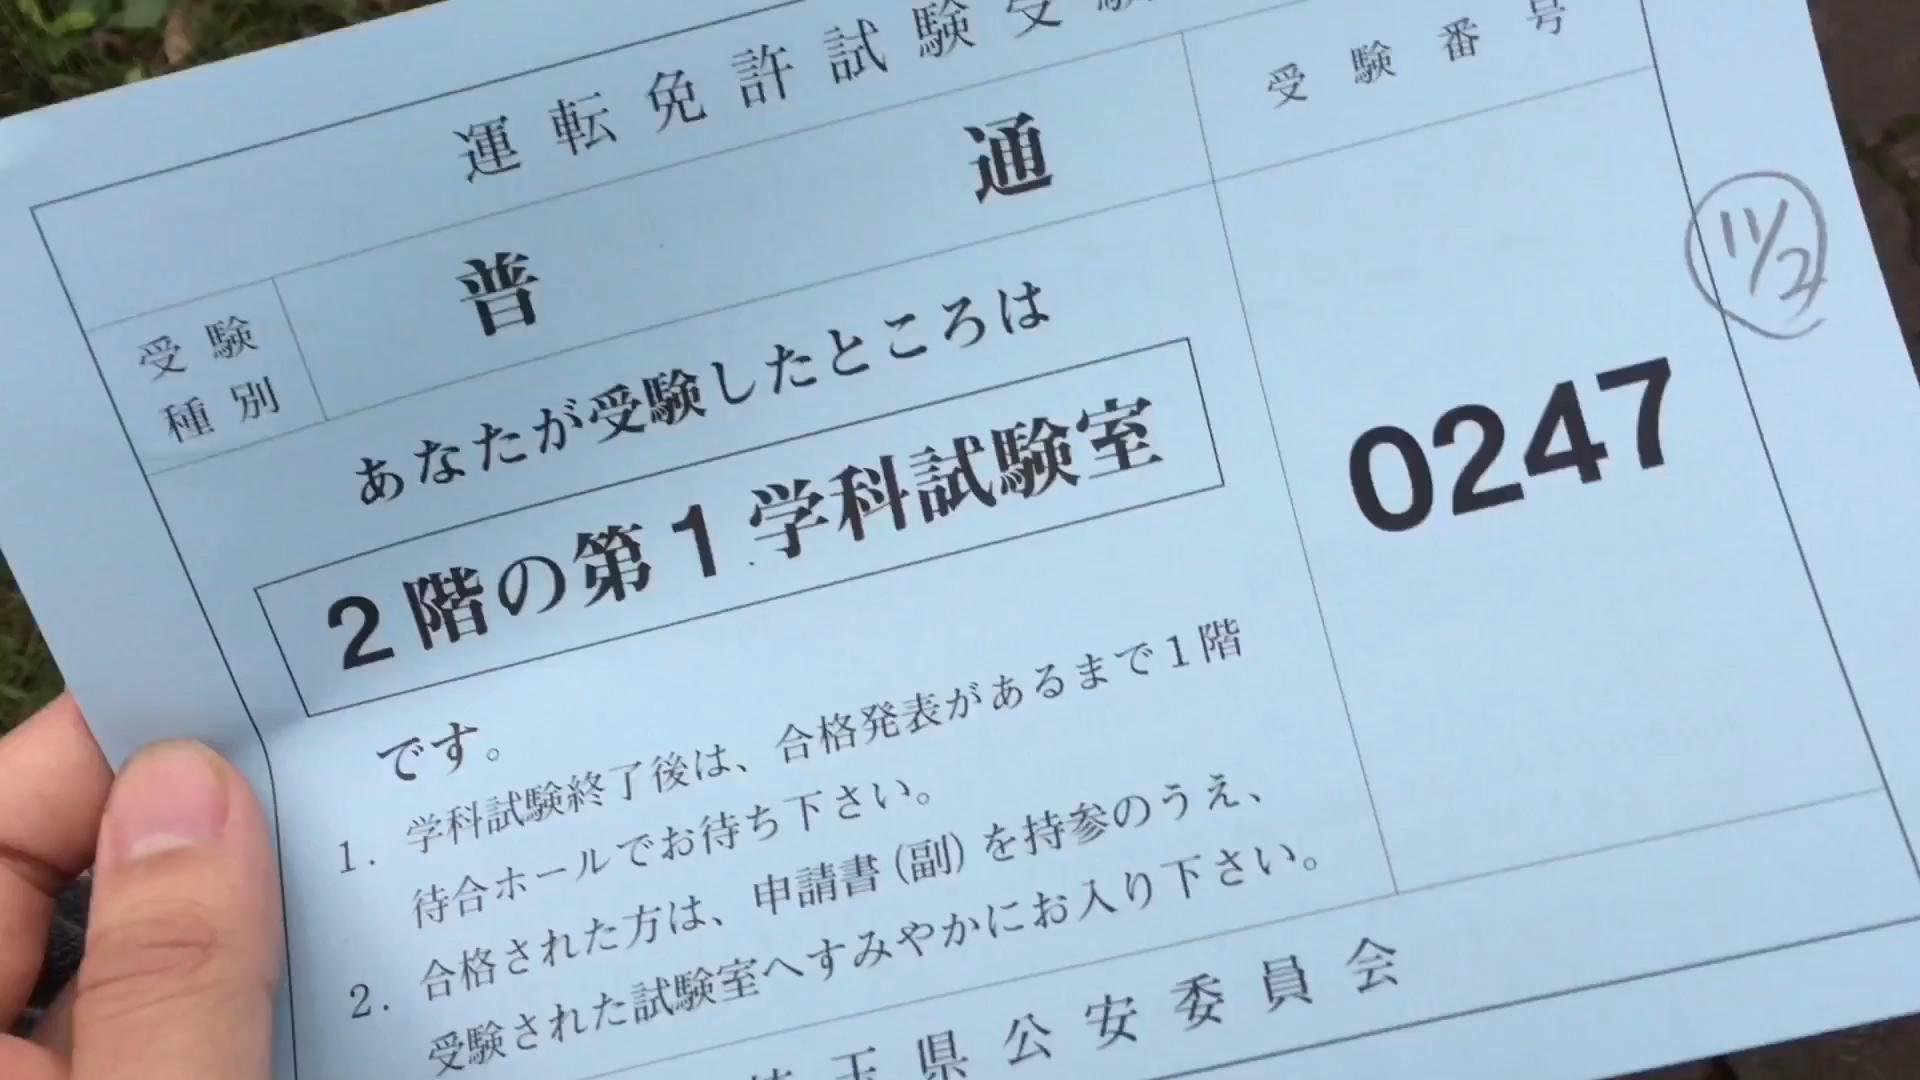 運転免許試験受験
受験種別
普通
受験番号
11/2
あなたが受験したところは
2階の第1学科試験室
です。
0247
1. 学科試験終了後は、合格発表があるまで1階
待合ホールでお待ち下さい。
2. 合格された方は、申請書(副)を持参のうえ、
受験された試験室へすみやかにお入り下さい。
埼玉県公安委員会